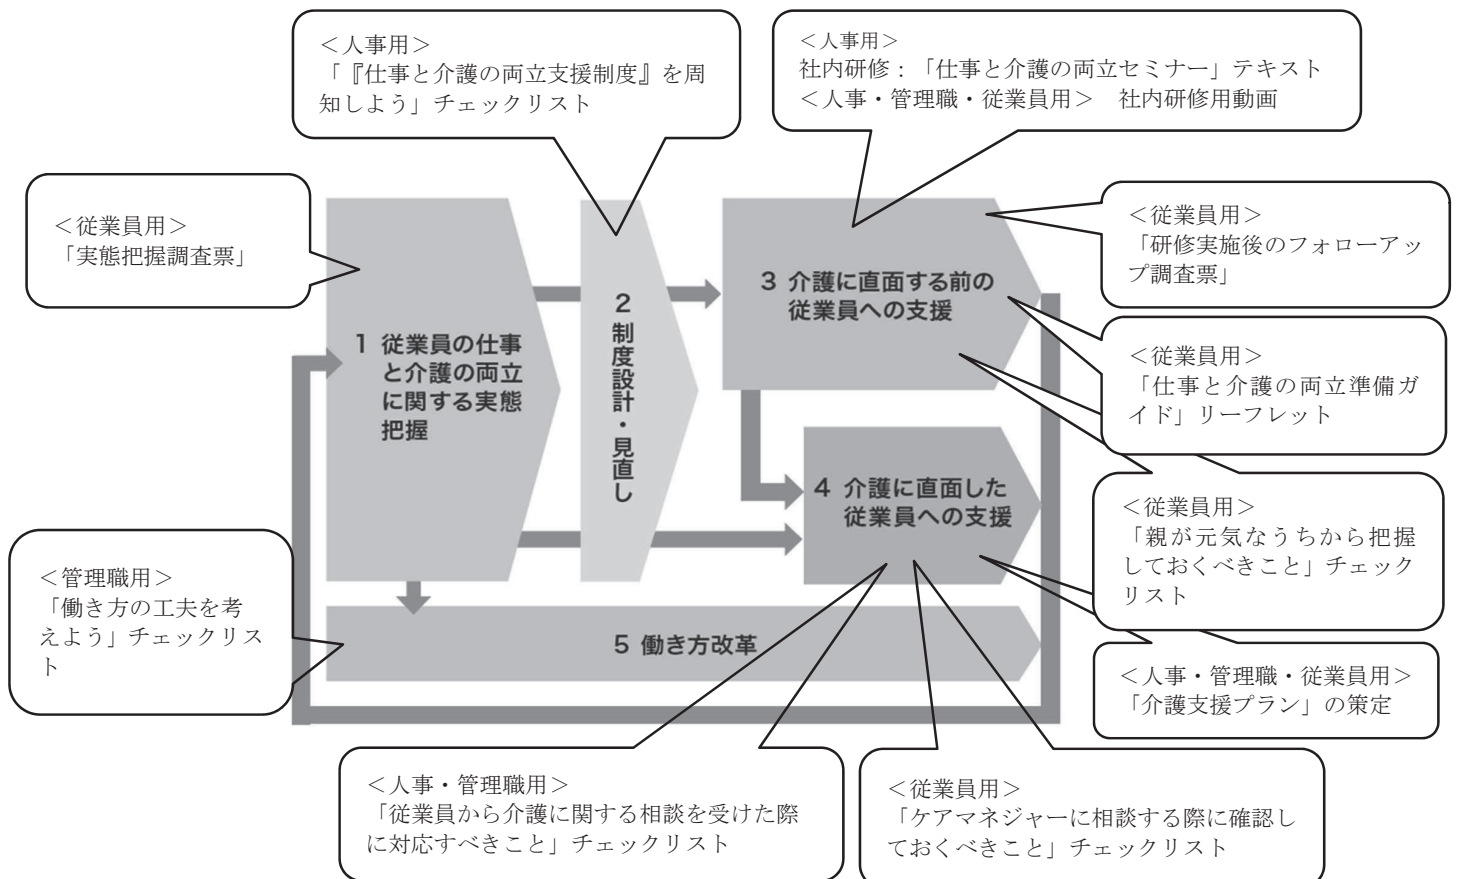 ＜人事用＞
「『仕事と介護の両立支援制度』を周
知しよう」チェックリスト
＜人事用＞
社内研修：「仕事と介護の両立セミナー」テキスト
＜人事・管理職・従業員用＞　社内研修用動画
＜従業員用＞
「実態把握調査票」
＜従業員用＞
「研修実施後のフォローアッ
プ調査票」
1 従業員の仕事
と介護の両立
に関する実態
把握
2 制度設計・見直し
3 介護に直面する前の
従業員への支援
＜従業員用＞
「仕事と介護の両立準備ガ
イド」リーフレット
4 介護に直面した
従業員への支援
＜従業員用＞
「親が元気なうちから把握
しておくべきこと」チェック
リスト
＜管理職用＞
「働き方の工夫を考
えよう」チェックリス
ト
5 働き方改革
＜人事・管理職・従業員用＞
「介護支援プラン」の策定
＜人事・管理職用＞
「従業員から介護に関する相談を受けた際
に対応すべきこと」チェックリスト
＜従業員用＞
「ケアマネジャーに相談する際に確認し
ておくべきこと」チェックリスト